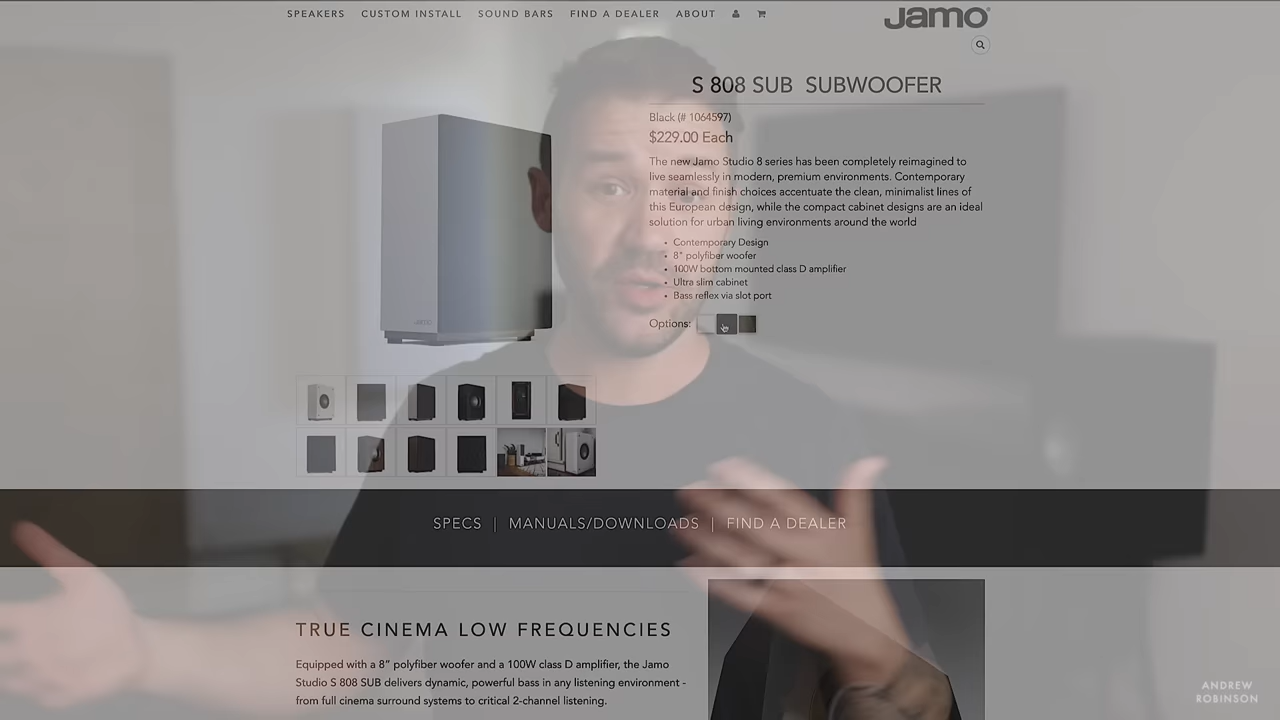 SPEAKERS CUSTOM INSTALL SOUND BARS FIND A DEALER ABOUT
Jamo
S 808 SUB SUBWOOFER
Black (# 1064597)
$229.00 Each
The new Jamo Studio 8 series has been completely reimagined to
live seamlessly in modern, premium environments. Contemporary
material and finish choices accentuate the clean, minimalist lines of
this European design, while the compact cabinet designs are an ideal
solution for urban living environments around the world
• Contemporary Design
• 8" polyfiber woofer
• 100W bottom mounted class D amplifier
• Ultra slim cabinet
• Bass reflex via slot port
Options:
JAMO
SPECS | MANUALS/DOWNLOADS | FIND A DEALER
TRUE CINEMA LOW FREQUENCIES
Equipped with a 8” polyfiber woofer and a 100W class D amplifier, the Jamo
Studio S 808 SUB delivers dynamic, powerful bass in any listening environment -
from full cinema surround systems to critical 2-channel listening.
ANDREW
ROBINSON